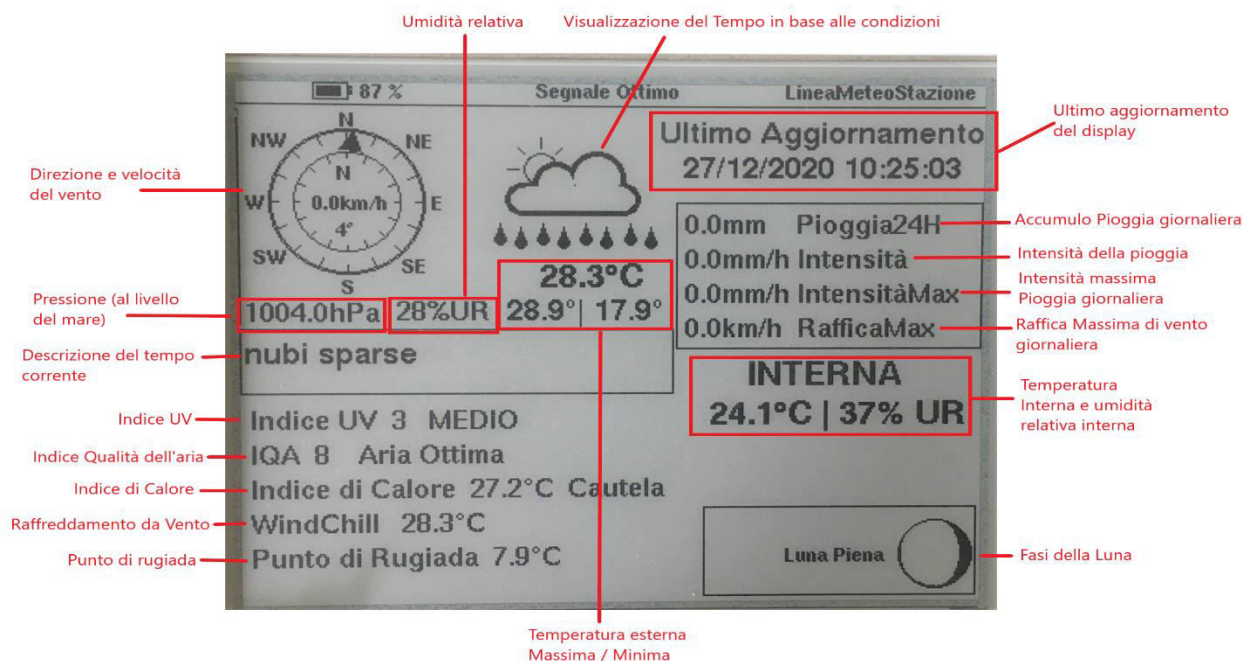 Umidità relativa
Visualizzazione del Tempo in base alle condizioni
87 %
Segnale Ottimo
LineaMeteoStazione
Ultimo aggiornamento
del display
Ultimo Aggiornamento
27/12/2020 10:25:03
Direzione e velocità
del vento
N
NW
NE
N
W
0.0km/h
E
4°
SW
SE
S
0.0mm Pioggia24H
Accumulo Pioggia giornaliera
0.0mm/h Intensità
Intensità della pioggia
0.0mm/h IntensitàMax
Intensità massima
Pioggia giornaliera
0.0km/h RafficaMax
Raffica Massima di vento
giornaliera
28.3°C
28.9°| 17.9°
Pressione (al livello
del mare)
1004.0hPa
28%UR
Descrizione del tempo
corrente
nubi sparse
INTERNA
24.1°C | 37% UR
Temperatura
Interna e umidità
relativa interna
Indice UV
Indice UV 3 MEDIO
Indice Qualità dell'aria
IQA 8 Aria Ottima
Indice di Calore
Indice di Calore 27.2°C Cautela
Raffreddamento da Vento
WindChill 28.3°C
Punto di rugiada
Punto di Rugiada 7.9°C
Luna Piena
Fasi della Luna
Temperatura esterna
Massima / Minima